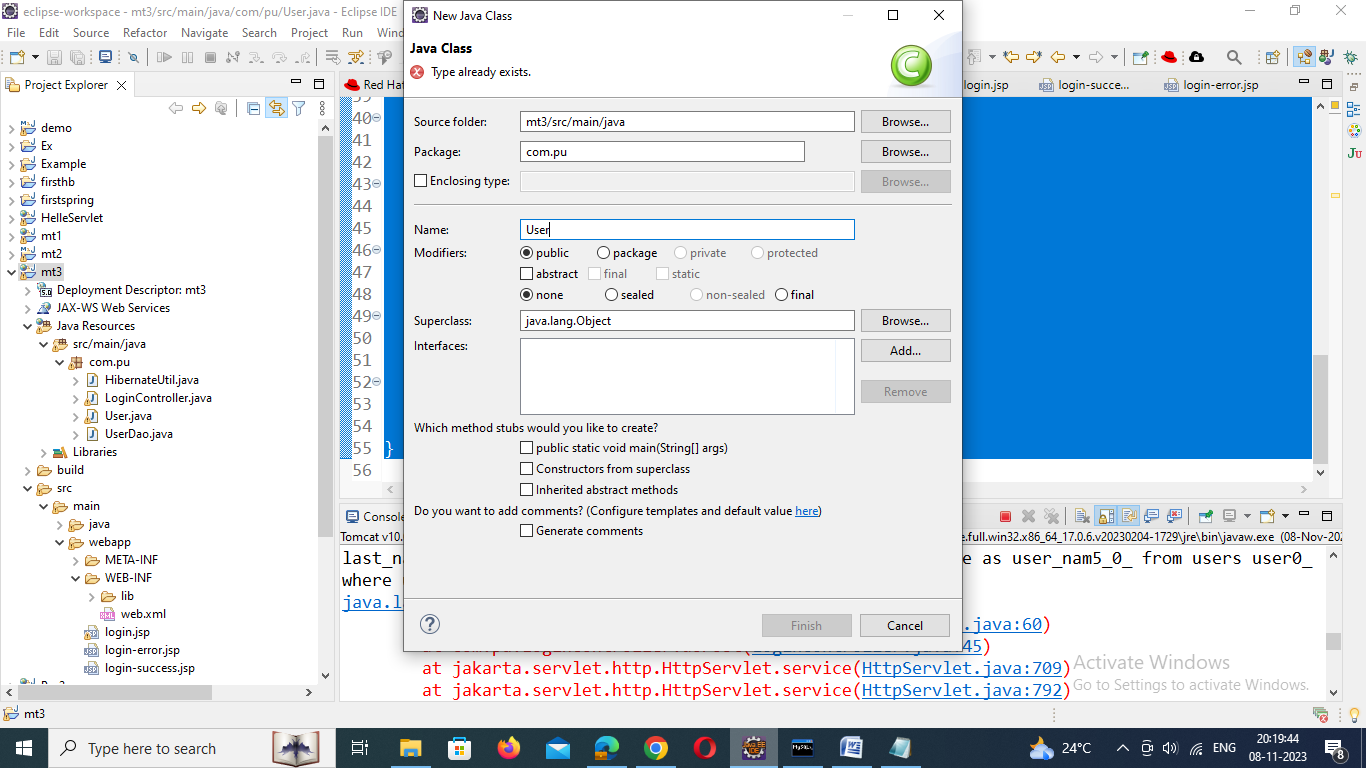 eclipse-workspace - mt3/src/main/java/com/pu/User.java - Eclipse IDE
File Edit Source Refactor Navigate Search Project Run
Project Explorer
demo
Ex
Example
firsthb
firstspring
HelleServlet
mt1
mt2
mt3
Deployment Descriptor: mt3
JAX-WS Web Services
Java Resources
src/main/java
com.pu
HibernateUtil.java
LoginController.java
User.java
UserDao.java
Libraries
build
src
main
java
webapp
META-INF
WEB-INF
lib
web.xml
login.jsp
login-error.jsp
login-success.jsp
mt3
New Java Class
Java Class
Type already exists.
Source folder: mt3/src/main/java Browse...
Package: com.pu Browse...
Enclosing type: Browse...
Name: User
Modifiers: public package private protected
abstract final static
none sealed non-sealed final
Superclass: java.lang.Object Browse...
Interfaces: Add...
Remove
Which method stubs would you like to create?
public static void main(String[] args)
Constructors from superclass
Inherited abstract methods
Do you want to add comments? (Configure templates and default value here)
Generate comments
Finish Cancel
Red Ha
login.jsp login-succe... login-error.jsp
40
41
42
43
44
45
46
47
48
49
50
51
52
53
54
55 }
56
Console
Tomcat v10. e.full.win32.x86_64_17.0.6.v20230204-1729\jre\bin\javaw.exe (08-Nov-202
last_na e as user_nam5_0_ from users user0_
where
java.l
.java:60)
45)
at jakarta.servlet.http.HttpServlet.service(HttpServlet.java:709)
at jakarta.servlet.http.HttpServlet.service(HttpServlet.java:792)
Activate Windows
Go to Settings to activate Windows.
Type here to search
24°C
ENG
20:19:44
08-11-2023
8